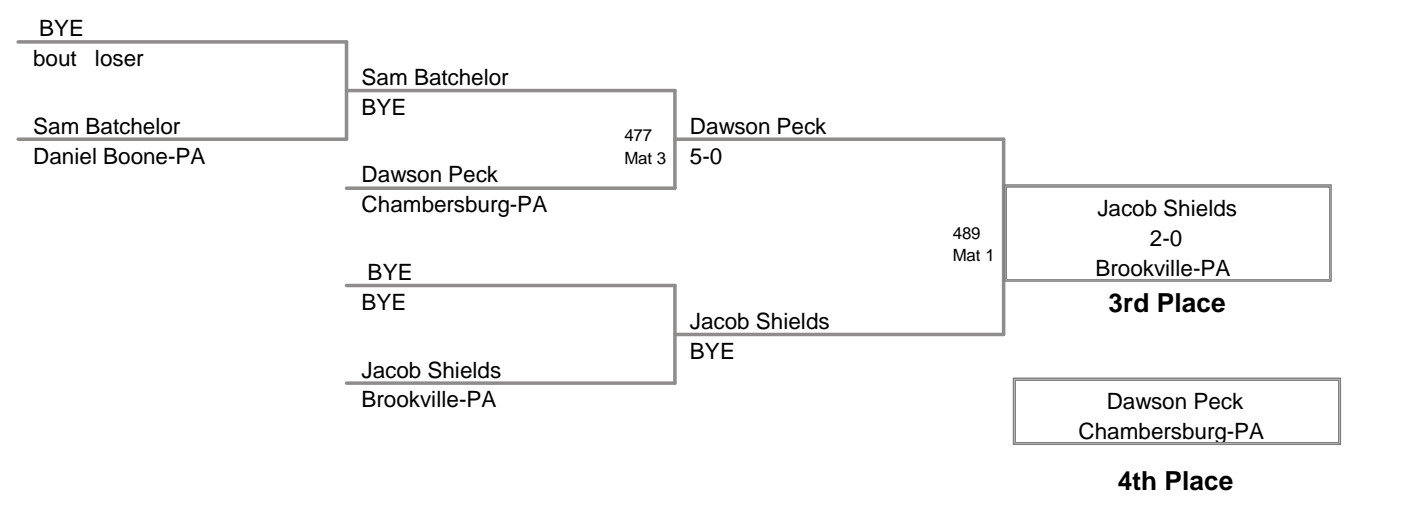 BYE
bout loser
Sam Batchelor
Daniel Boone-PA
Sam Batchelor
BYE
477
Mat 3
Dawson Peck
Chambersburg-PA
BYE
BYE
Jacob Shields
Brookville-PA
Dawson Peck
5-0
489
Mat 1
Jacob Shields
BYE
Jacob Shields
2-0
Brookville-PA
3rd Place
Dawson Peck
Chambersburg-PA
4th Place